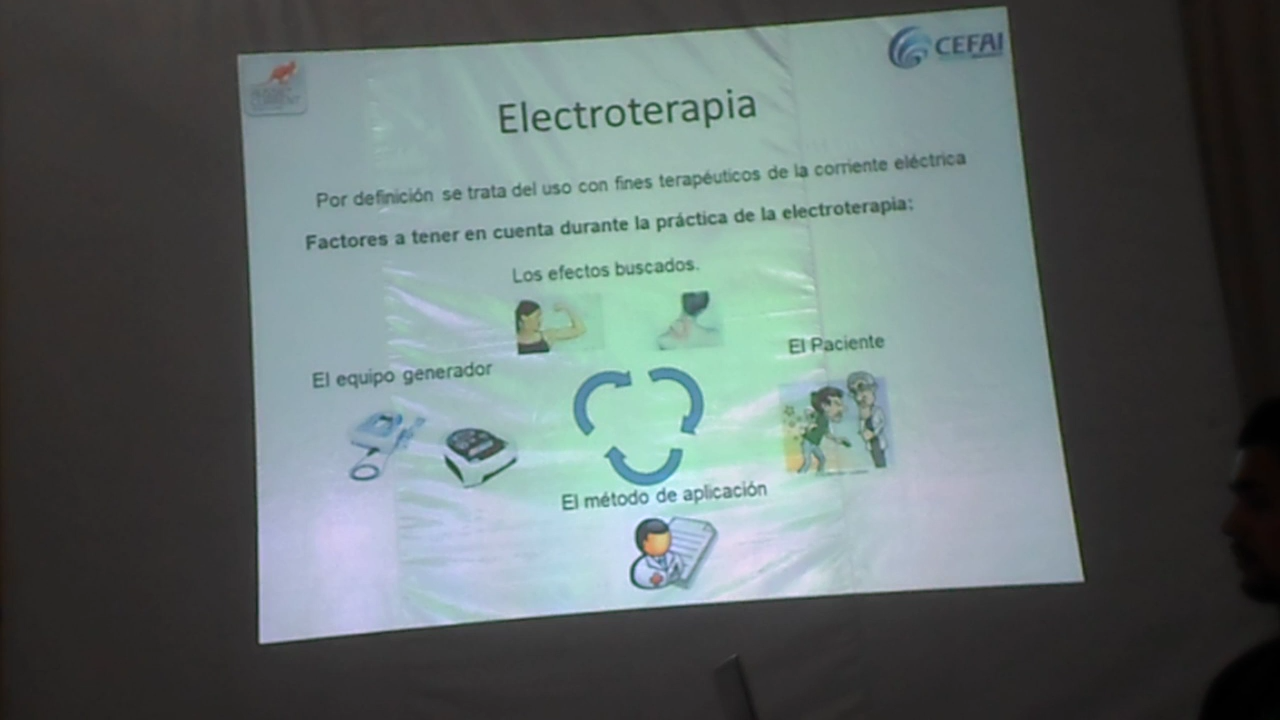 CEFAI
Electroterapia
Por definición se trata del uso con fines terapéuticos de la corriente eléctrica
Factores a tener en cuenta durante la práctica de la electroterapia:
Los efectos buscados.
El Paciente
El equipo generador
El método de aplicación